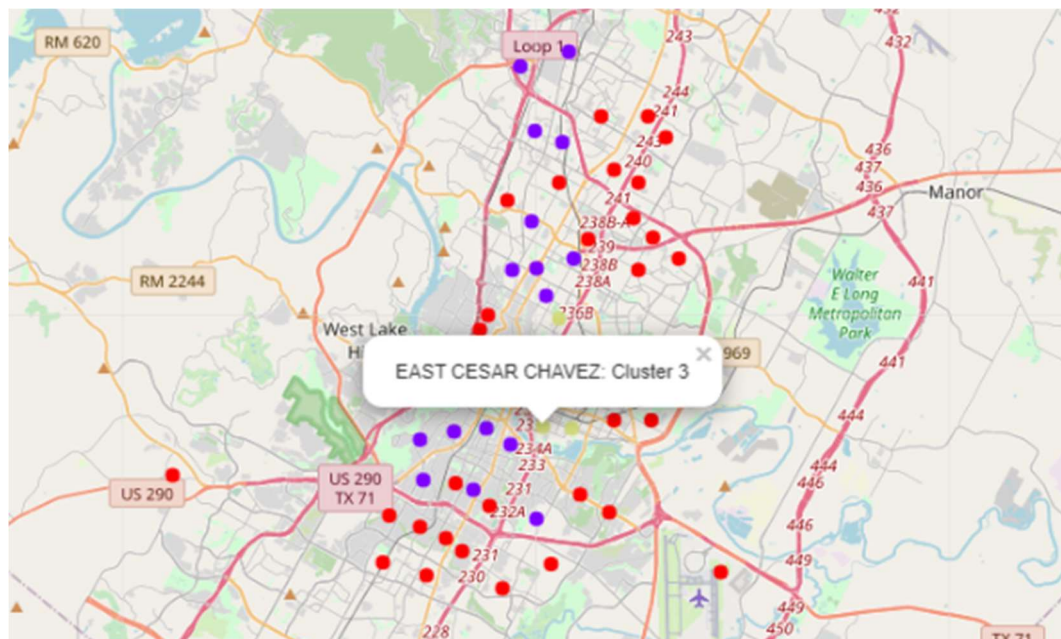 432
RM 620
Loop 1
243
432
244
241
243
240
436
437
436
437
Manor
241
238B-A
239
238B
238A
RM 2244
Walter
E Long
Metropolitan
Park
441
236B
West Lake
969
441
EAST CESAR CHAVEZ: Cluster 3
×
444
234A
233
444
446
US 290
US 290
TX 71
231
232A
446
231
230
449
449
450
228
TX 71